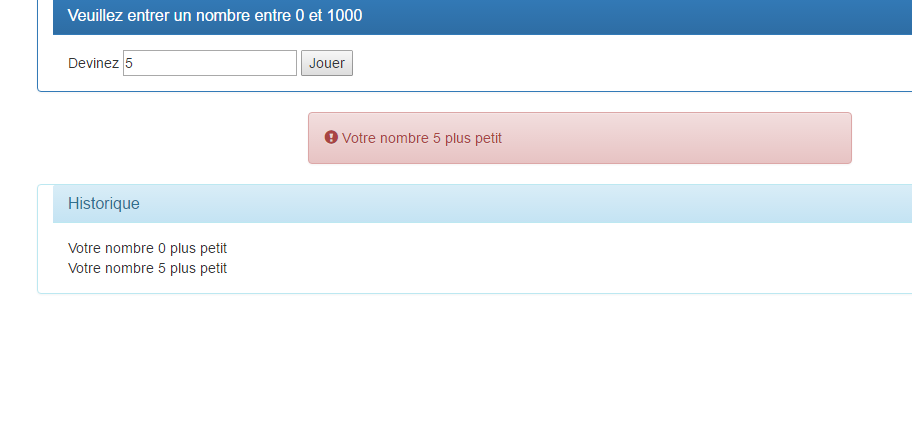 Veuillez entrer un nombre entre 0 et 1000
Devinez 5 Jouer
Votre nombre 5 plus petit
Historique
Votre nombre 0 plus petit
Votre nombre 5 plus petit